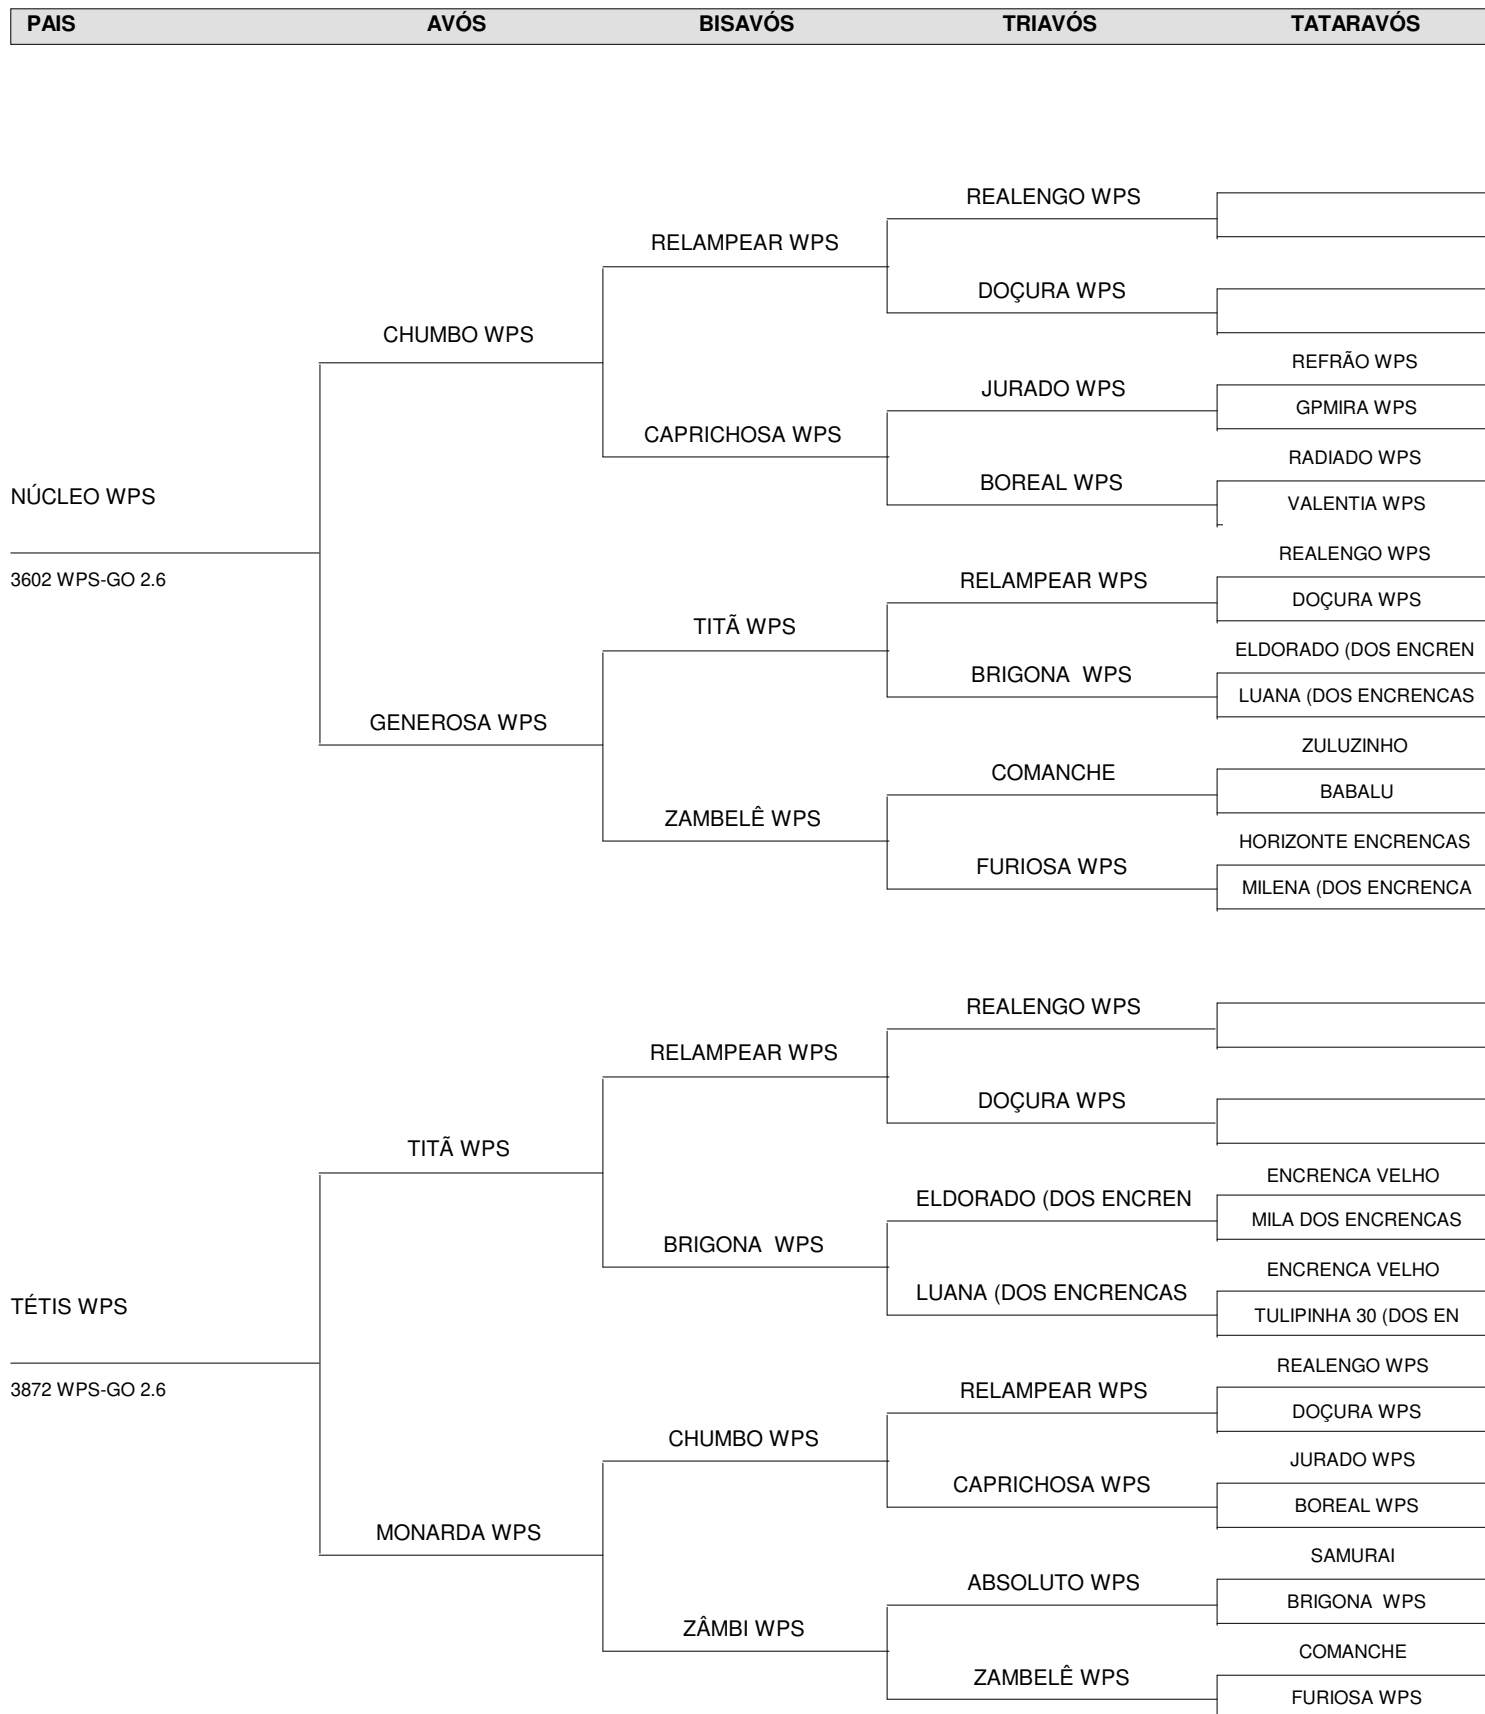 PAIS AVÓS BISAVÓS TRIAVÓS TATARAVÓS
REALENGO WPS
RELAMPEAR WPS
DOÇURA WPS
CHUMBO WPS
REFRÃO WPS
JURADO WPS
GPMIRA WPS
CAPRICHOSA WPS
RADIADO WPS
BOREAL WPS
NÚCLEO WPS
VALENTIA WPS
REALENGO WPS
3602 WPS-GO 2.6
RELAMPEAR WPS
DOÇURA WPS
TITÃ WPS
ELDORADO (DOS ENCREN
BRIGONA  WPS
LUANA (DOS ENCRENCAS
GENEROSA WPS
ZULUZINHO
COMANCHE
BABALU
ZAMBELÊ WPS
HORIZONTE ENCRENCAS
FURIOSA WPS
MILENA (DOS ENCRENCA
REALENGO WPS
RELAMPEAR WPS
DOÇURA WPS
TITÃ WPS
ENCRENCA VELHO
ELDORADO (DOS ENCREN
MILA DOS ENCRENCAS
BRIGONA  WPS
ENCRENCA VELHO
LUANA (DOS ENCRENCAS
TÉTIS WPS
TULIPINHA 30 (DOS EN
REALENGO WPS
3872 WPS-GO 2.6
RELAMPEAR WPS
DOÇURA WPS
CHUMBO WPS
JURADO WPS
CAPRICHOSA WPS
BOREAL WPS
MONARDA WPS
SAMURAI
ABSOLUTO WPS
BRIGONA  WPS
ZÂMBI WPS
COMANCHE
ZAMBELÊ WPS
FURIOSA WPS